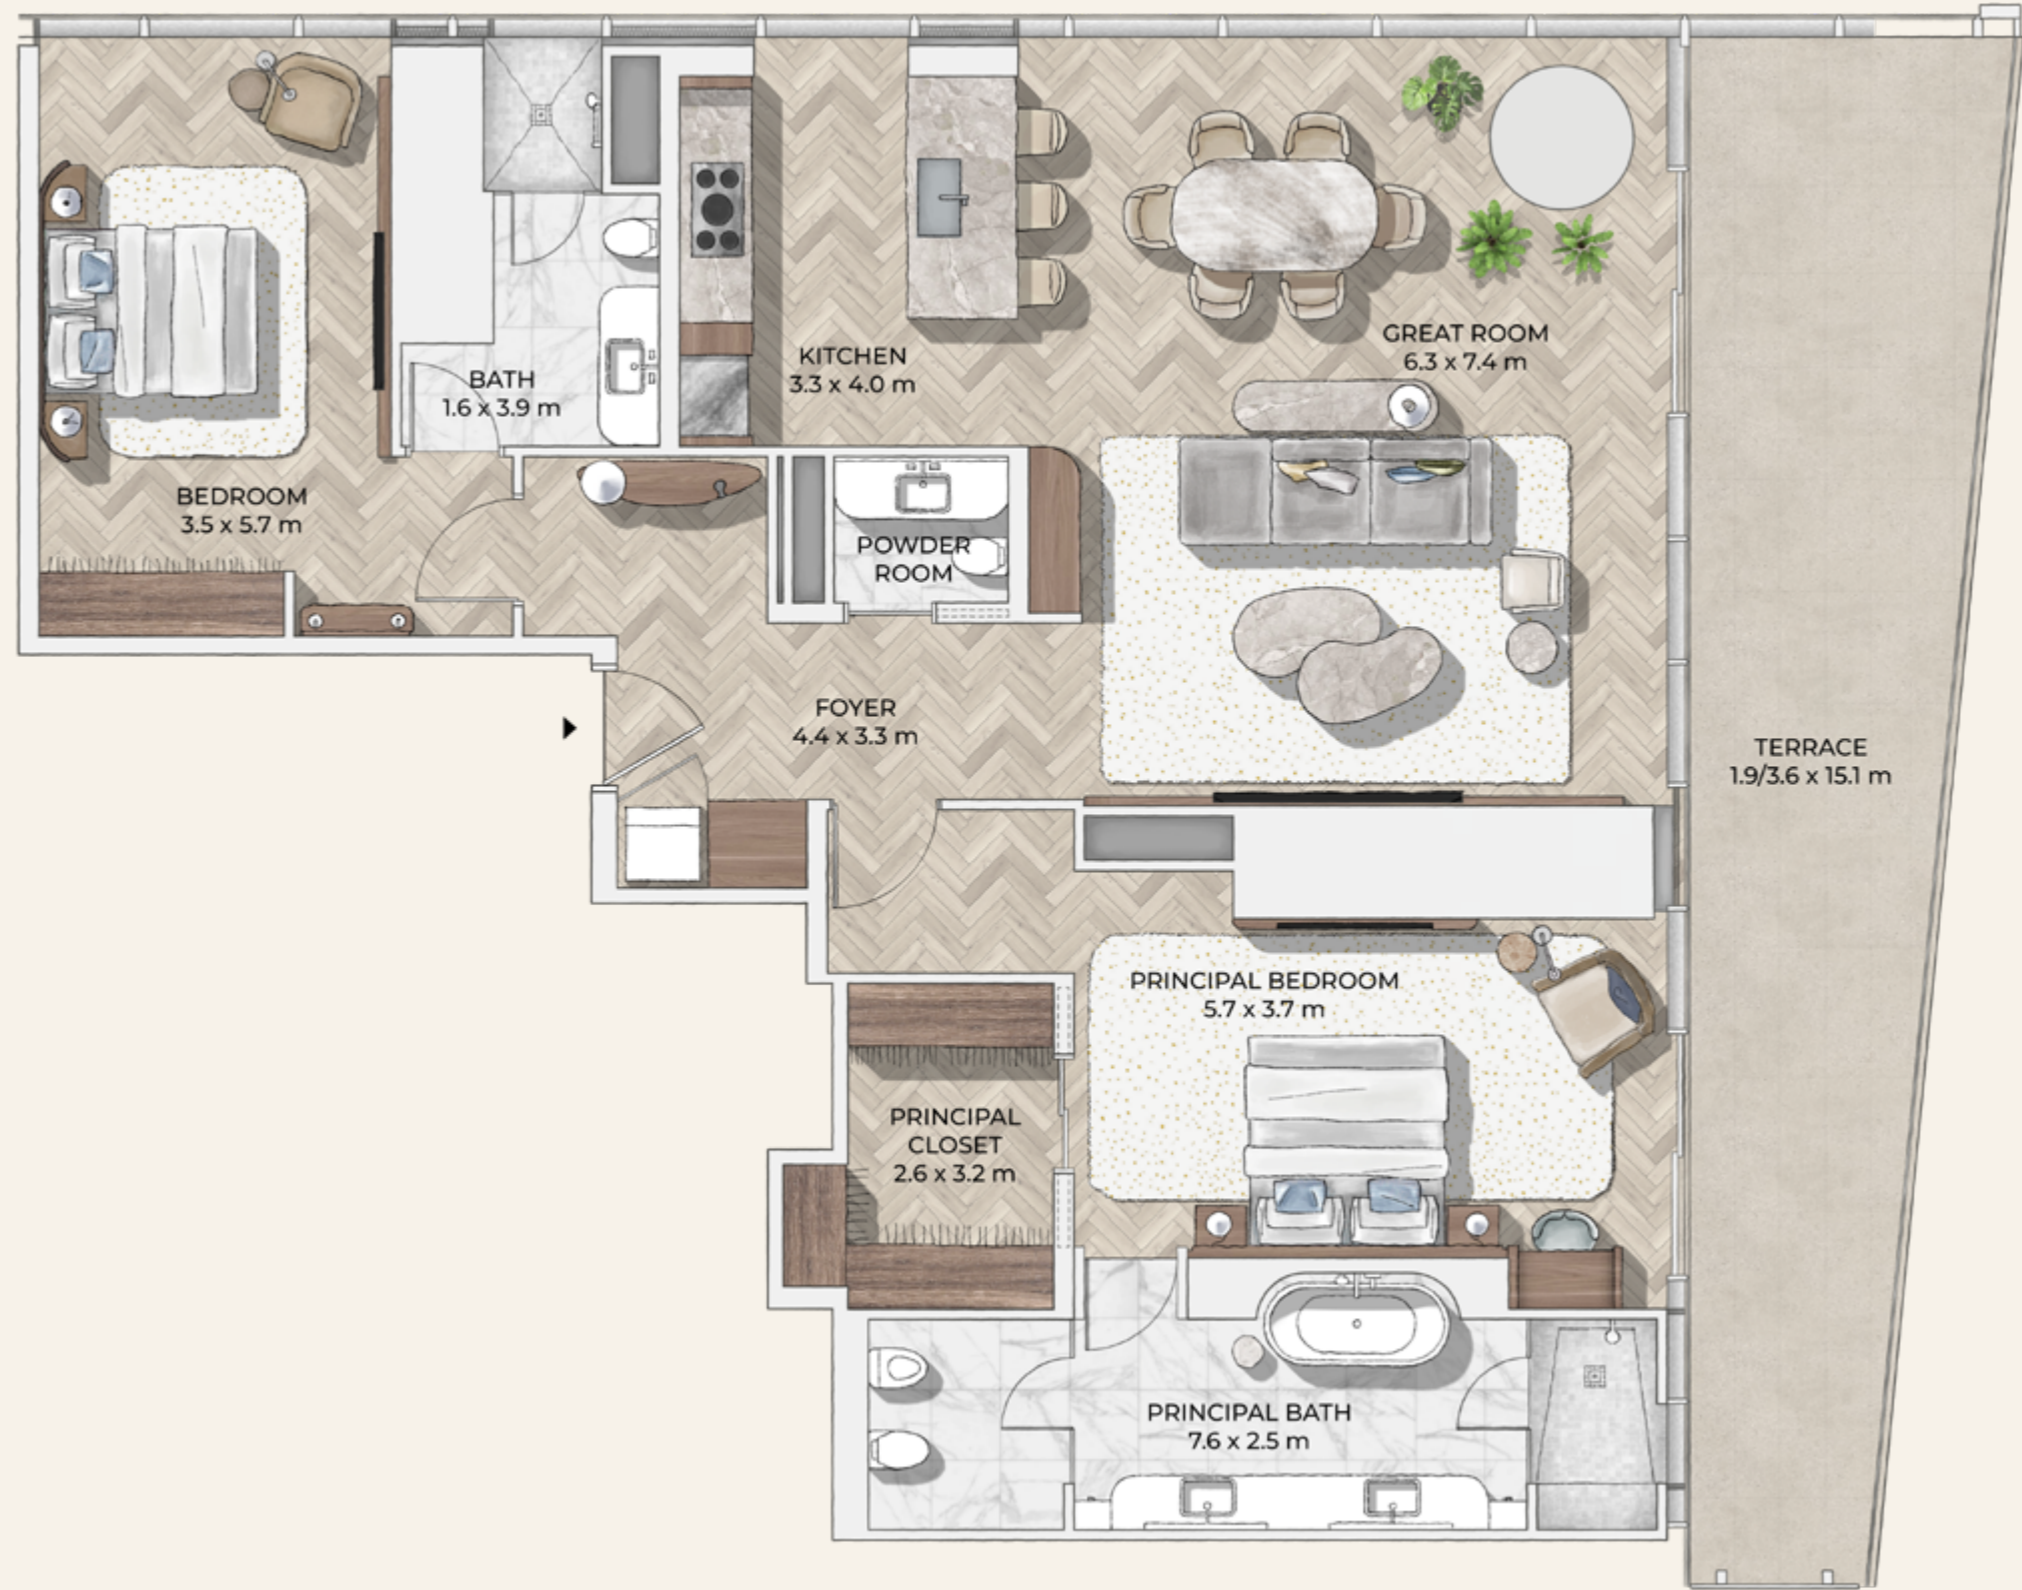 KITCHEN
3.3 x 4.0 m
GREAT ROOM
6.3 x 7.4 m
BATH
1.6 x 3.9 m
BEDROOM
3.5 x 5.7 m
POWDER
ROOM
FOYER
4.4 x 3.3 m
TERRACE
1.9/3.6 x 15.1 m
PRINCIPAL BEDROOM
5.7 x 3.7 m
PRINCIPAL
CLOSET
2.6 x 3.2 m
PRINCIPAL BATH
7.6 x 2.5 m